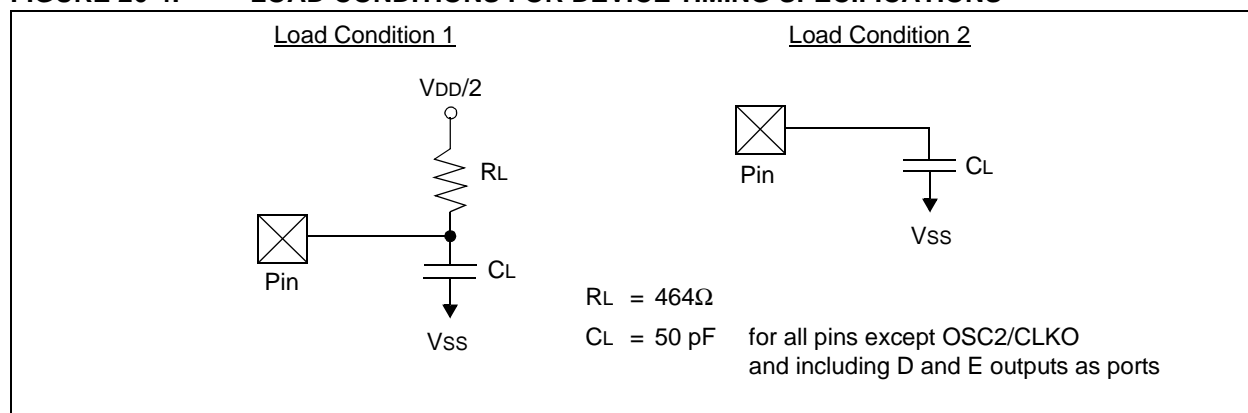 Load Condition 1
Load Condition 2
VDD/2
RL
Pin
CL
VSS
Pin
CL
VSS
RL = 464Ω
CL = 50 pF for all pins except OSC2/CLKO
and including D and E outputs as ports